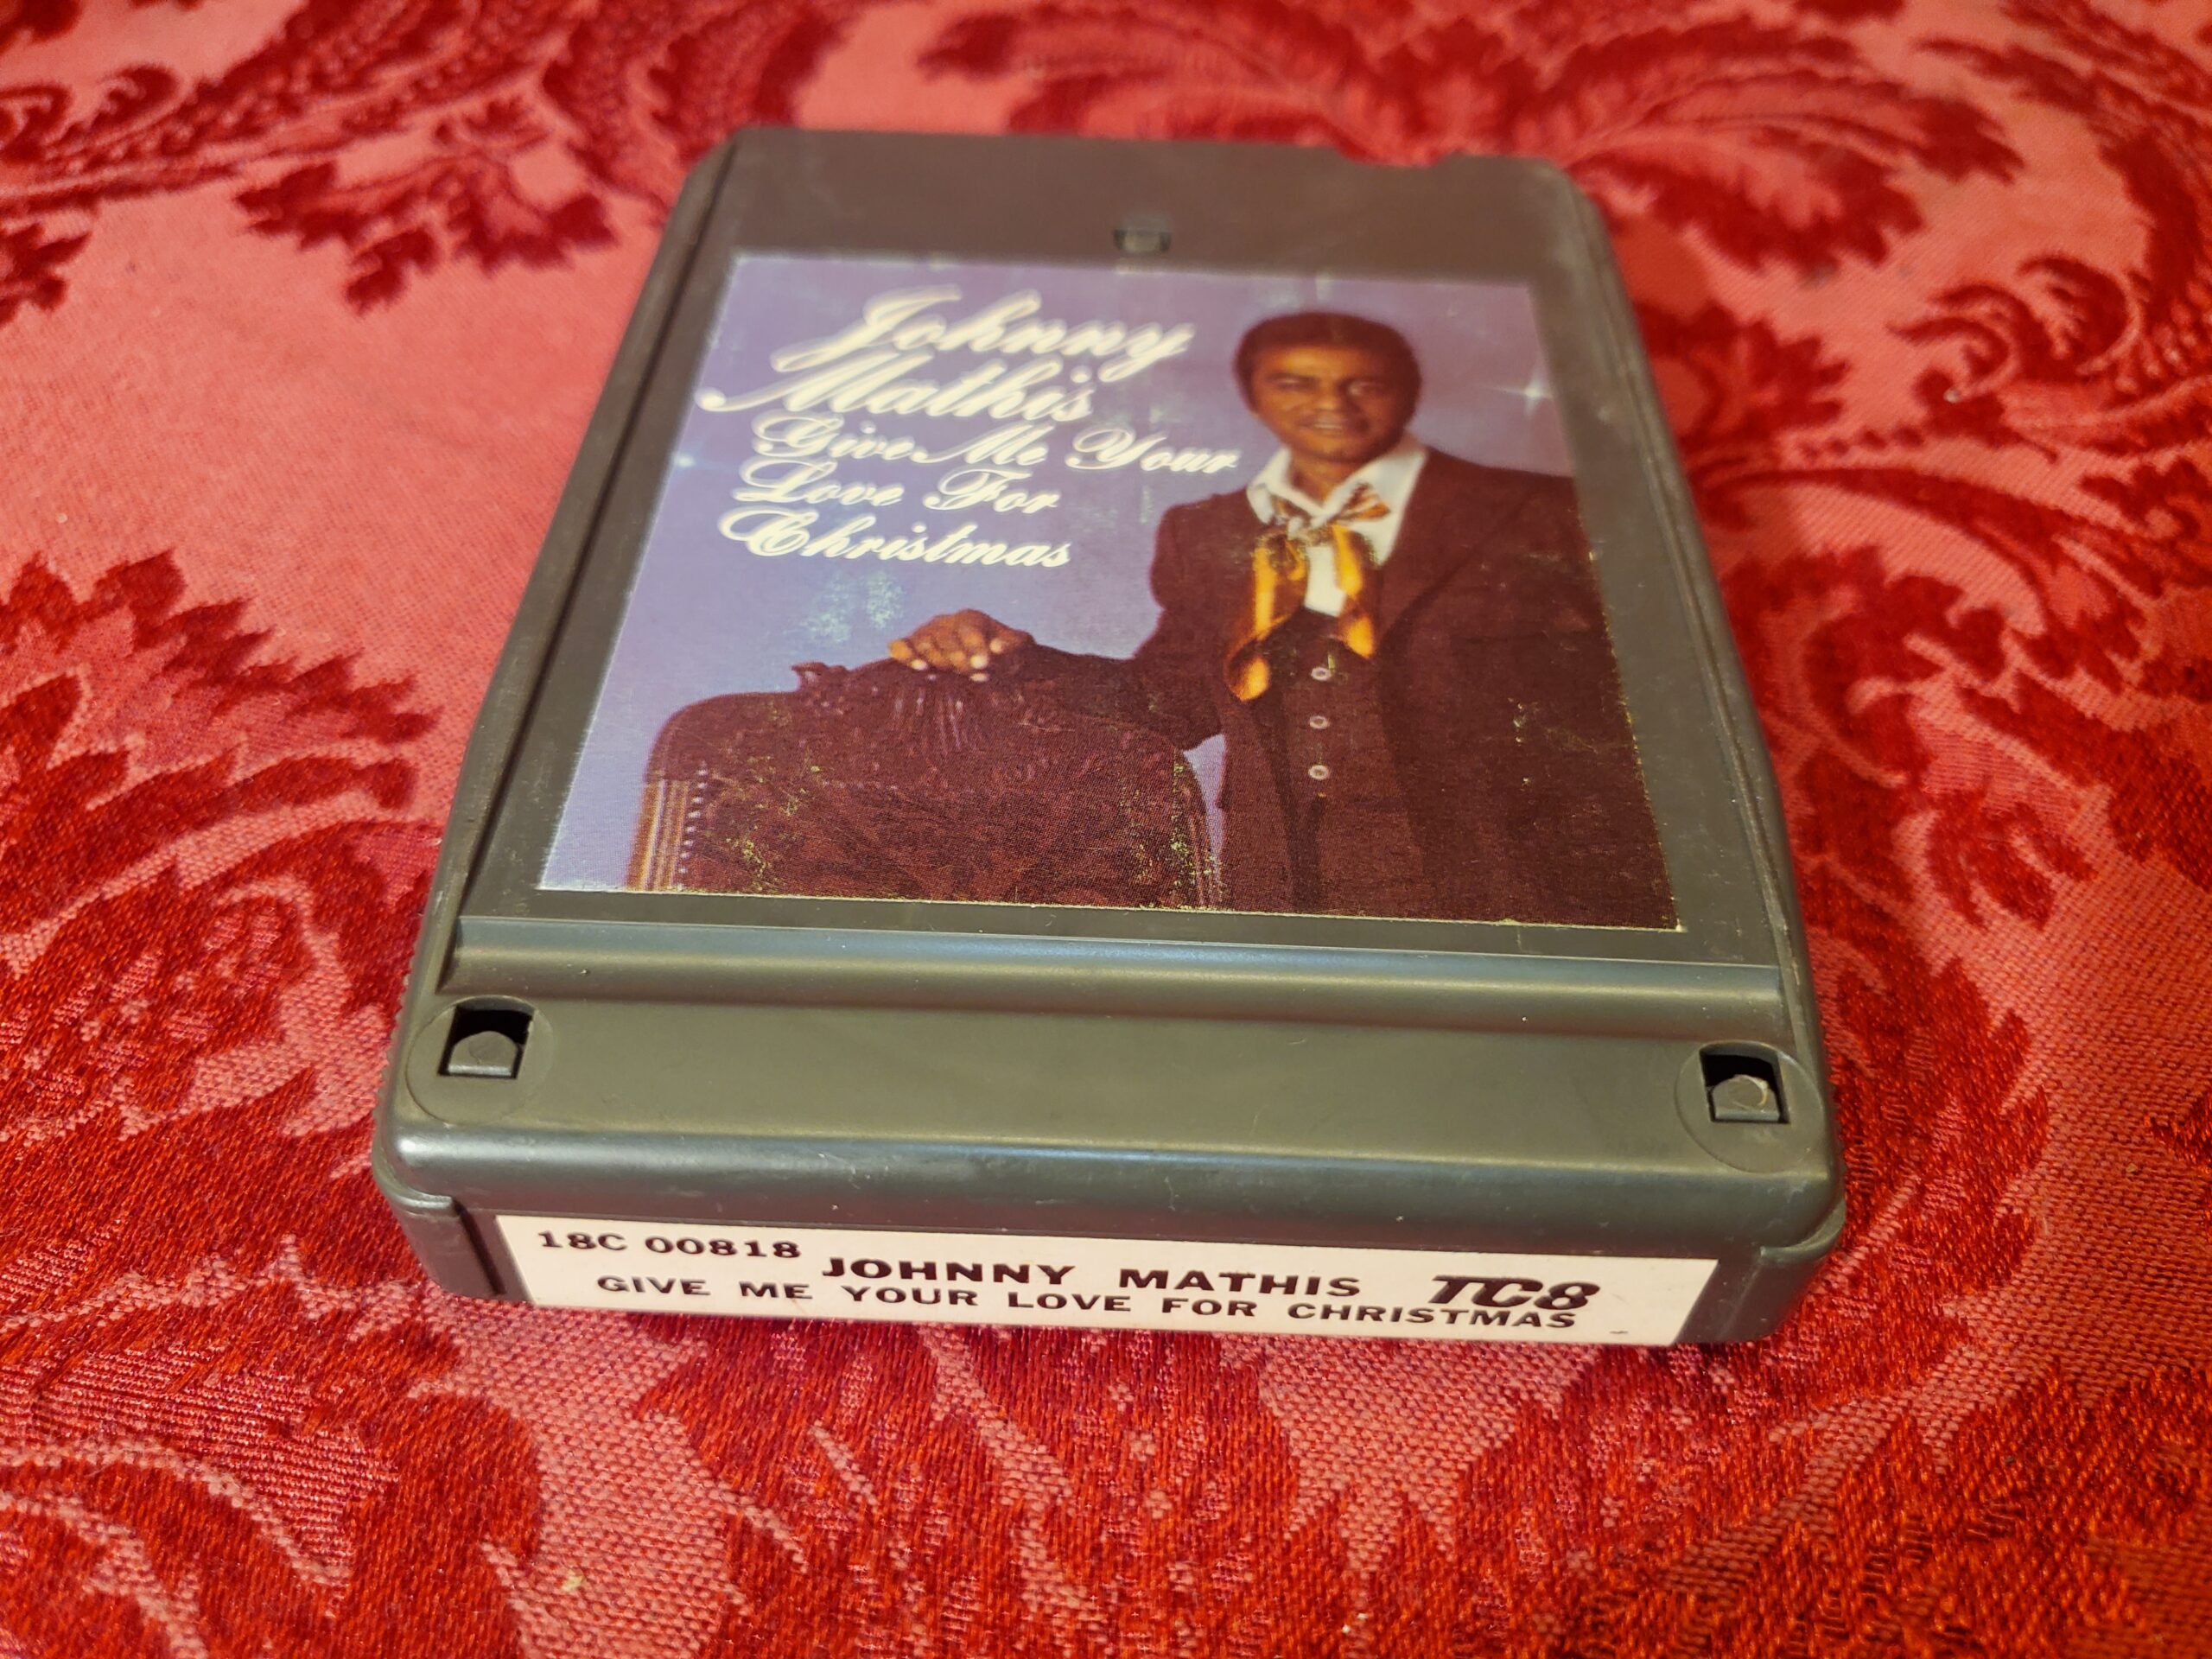 Johnny
Mathis
Give Me Your
Love For
Christmas
18C 00818 JOHNNY MATHIS TC8
GIVE ME YOUR LOVE FOR CHRISTMAS